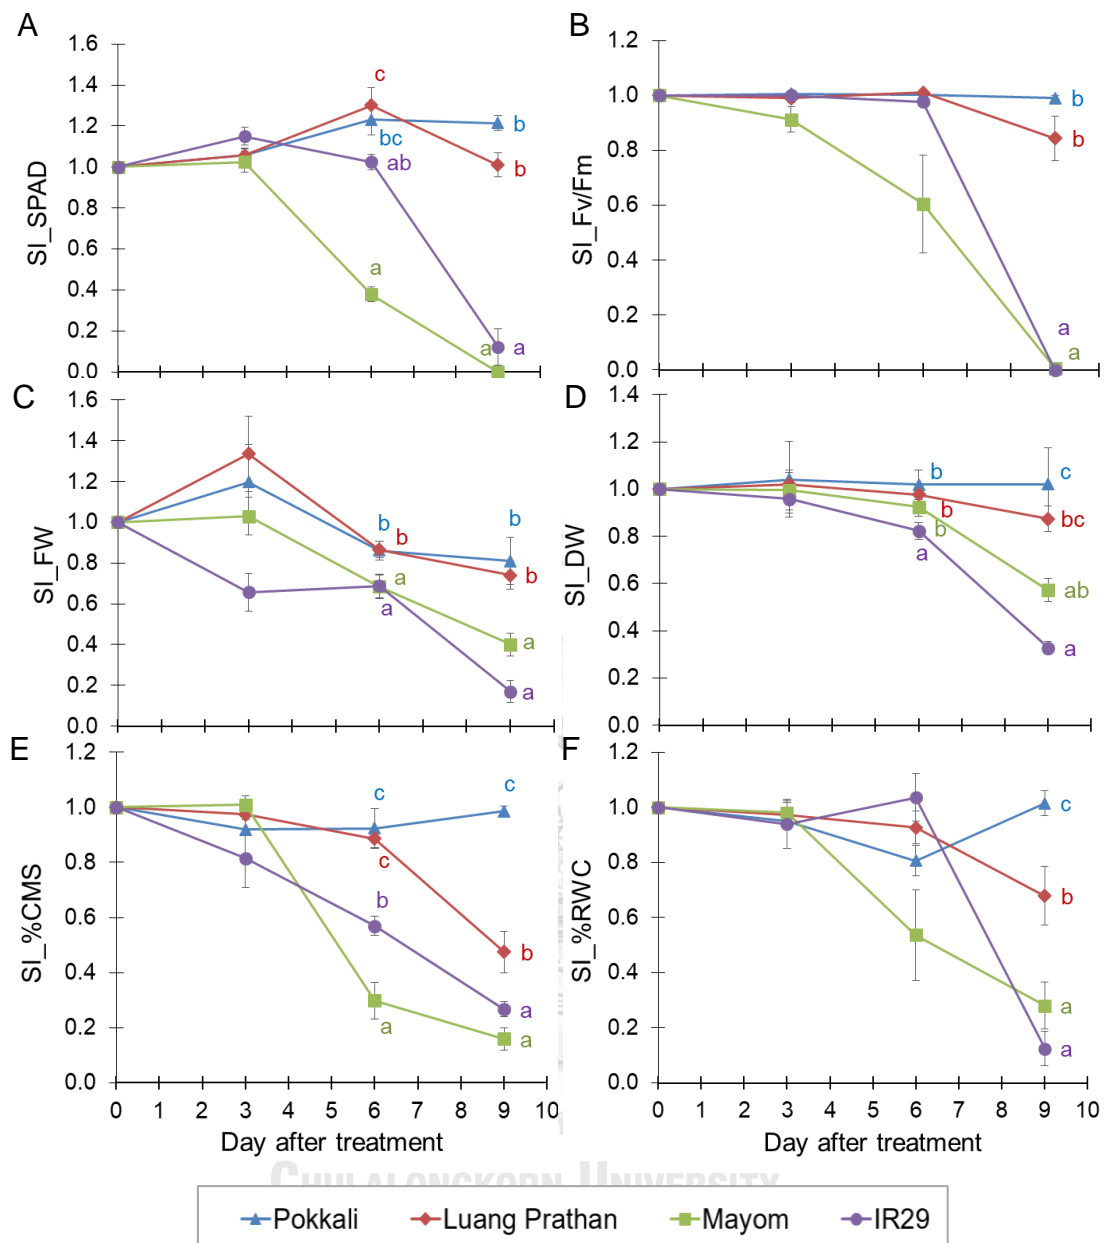 A
SI_SPAD
1.6
1.4
1.2
1.0
0.8
0.6
0.4
0.2
0.0
c
bc
ab
a
b
b
a
a
B
SI_Fv/Fm
1.2
1.0
0.8
0.6
0.4
0.2
0.0
b
b
a
a
C
SI_FW
1.6
1.4
1.2
1.0
0.8
0.6
0.4
0.2
0.0
b
b
a
a
b
b
a
a
D
SI_DW
1.4
1.2
1.0
0.8
0.6
0.4
0.2
0.0
b
b
b
a
c
bc
ab
a
E
SI_%CMS
1.2
1.0
0.8
0.6
0.4
0.2
0.0
c
c
b
a
c
b
a
a
0 2 3 4 5 6 7 8 9 10
Day after treatment
F
SI_%RWC
1.2
1.0
0.8
0.6
0.4
0.2
0.0
c
b
a
a
0 2 3 4 5 6 7 8 9 10
Day after treatment
CHULALONGKORN UNIVERSITY
Pokkali Luang Prathan Mayom IR29